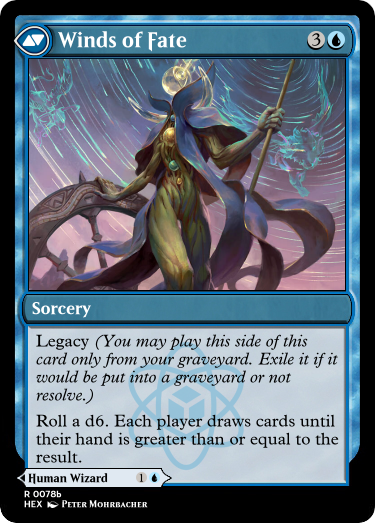 Winds of Fate 3
Sorcery
Legacy (You may play this side of this
card only from your graveyard. Exile it if it
would be put into a graveyard or not
resolve.)
Roll a d6. Each player draws cards until
their hand is greater than or equal to the
result.
Human Wizard 1
R 0078b
HEX Peter Mohrbacher